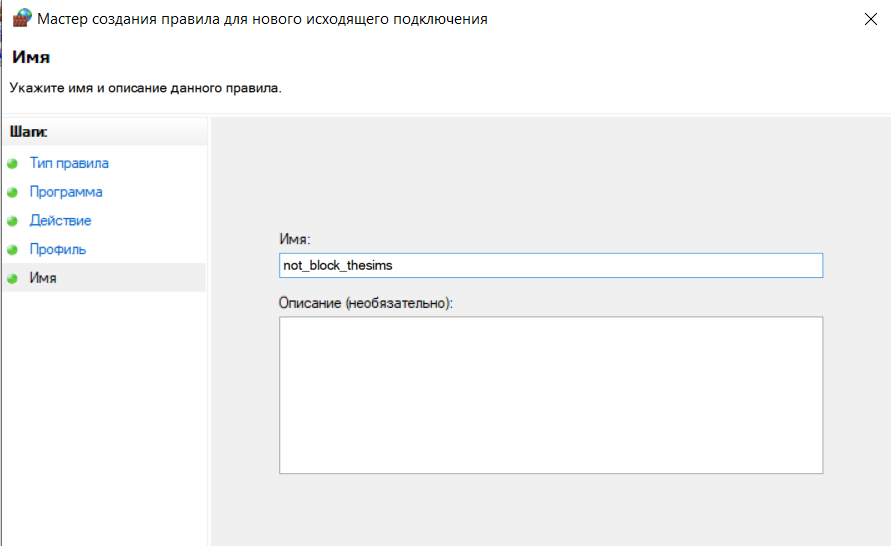 Мастер создания правила для нового исходящего подключения
Имя
Укажите имя и описание данного правила.
Шаги:
Тип правила
Программа
Действие
Профиль
Имя
Имя:
not_block_thesims
Описание (необязательно):